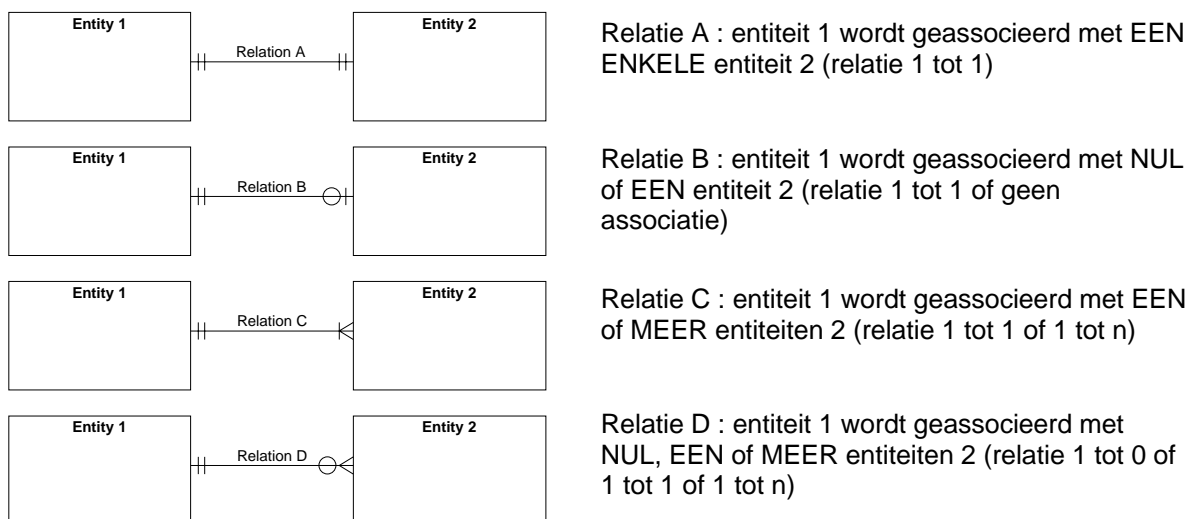 Entity 1
Relation A
Entity 2
Relatie A : entiteit 1 wordt geassocieerd met EEN
ENKELE entiteit 2 (relatie 1 tot 1)
Entity 1
Relation B
Entity 2
Relatie B : entiteit 1 wordt geassocieerd met NUL
of EEN entiteit 2 (relatie 1 tot 1 of geen
associatie)
Entity 1
Relation C
Entity 2
Relatie C : entiteit 1 wordt geassocieerd met EEN
of MEER entiteiten 2 (relatie 1 tot 1 of 1 tot n)
Entity 1
Relation D
Entity 2
Relatie D : entiteit 1 wordt geassocieerd met
NUL, EEN of MEER entiteiten 2 (relatie 1 tot 0 of
1 tot 1 of 1 tot n)